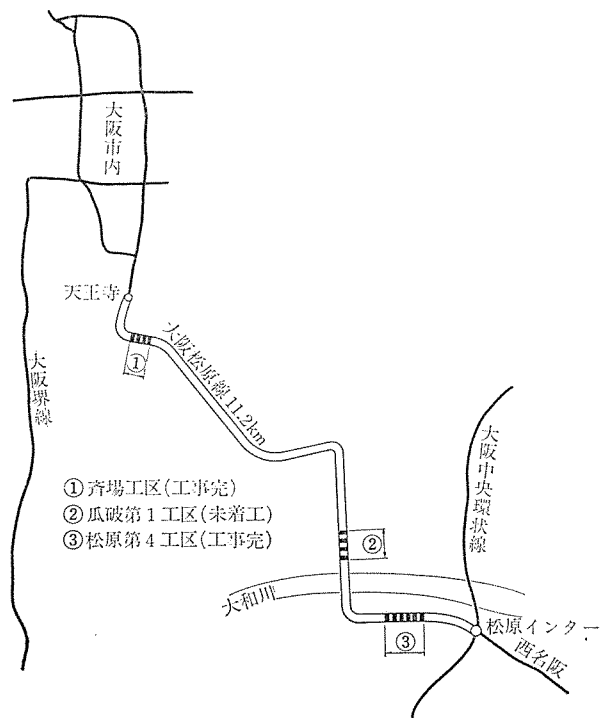 大阪市内
天王寺
①
大阪松原線11.2km
大阪堺線
大阪中央環状線
①斉場工区(工事完)
②瓜破第1工区(未着工)
③松原第4工区(工事完)
②
大和川
松原インター
③
西名阪